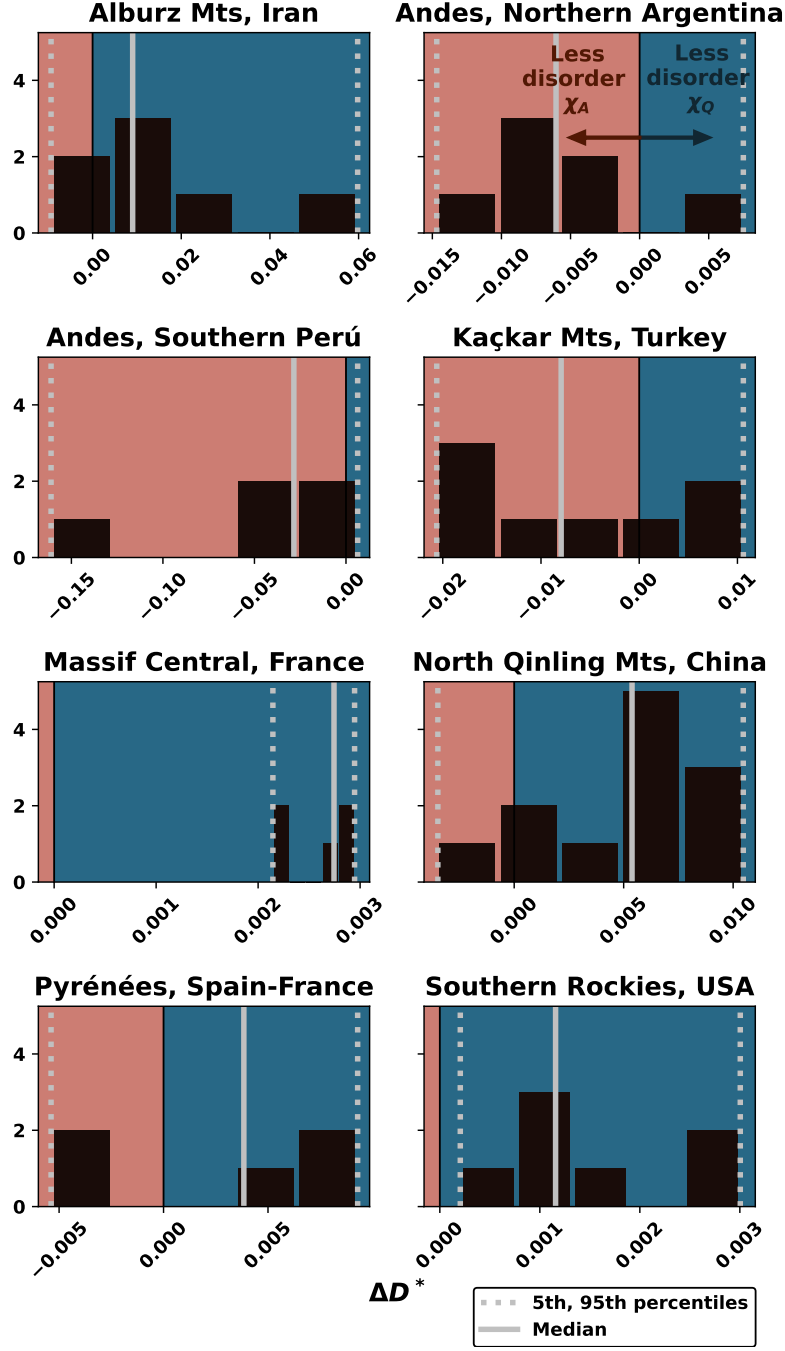 Alburz Mts, Iran
4
2
0
0.00 0.02 0.04 0.06
Andes, Northern Argentina
Less disorder χA
Less disorder χQ
−0.015 −0.010 −0.005 0.000 0.005
Andes, Southern Perú
4
2
0
−0.15 −0.10 −0.05 0.00
Kaçkar Mts, Turkey
−0.02 −0.01 0.00 0.01
Massif Central, France
4
2
0
0.000 0.001 0.002 0.003
North Qinling Mts, China
0.000 0.005 0.010
Pyrénées, Spain-France
4
2
0
−0.005 0.000 0.005
Southern Rockies, USA
0.000 0.001 0.002 0.003
ΔD*
5th, 95th percentiles
Median